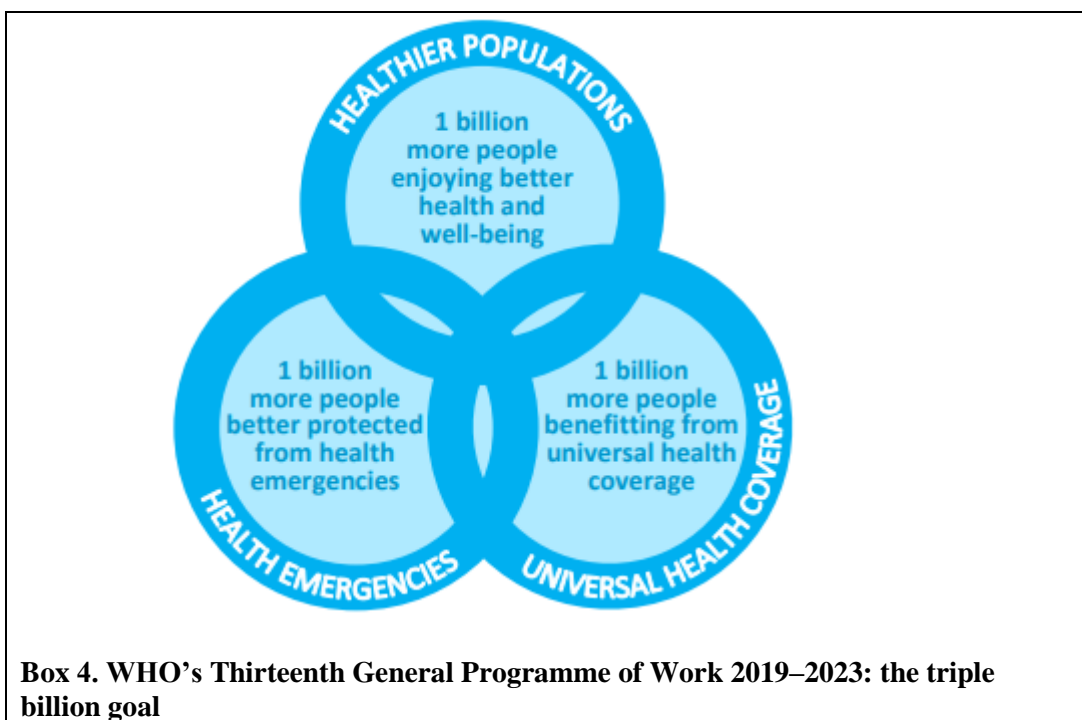 HEALTHIER POPULATIONS
1 billion
more people
enjoying better
health and
well-being
1 billion
more people
better protected
from health
emergencies
HEALTH EMERGENCIES
1 billion
more people
benefitting from
universal health
coverage
UNIVERSAL HEALTH COVERAGE
Box 4. WHO’s Thirteenth General Programme of Work 2019–2023: the triple
billion goal